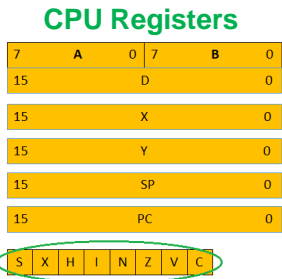 CPU Registers
7 A 0 7 B 0
15 D 0
15 X 0
15 Y 0
15 SP 0
15 PC 0
S X H I N Z V C